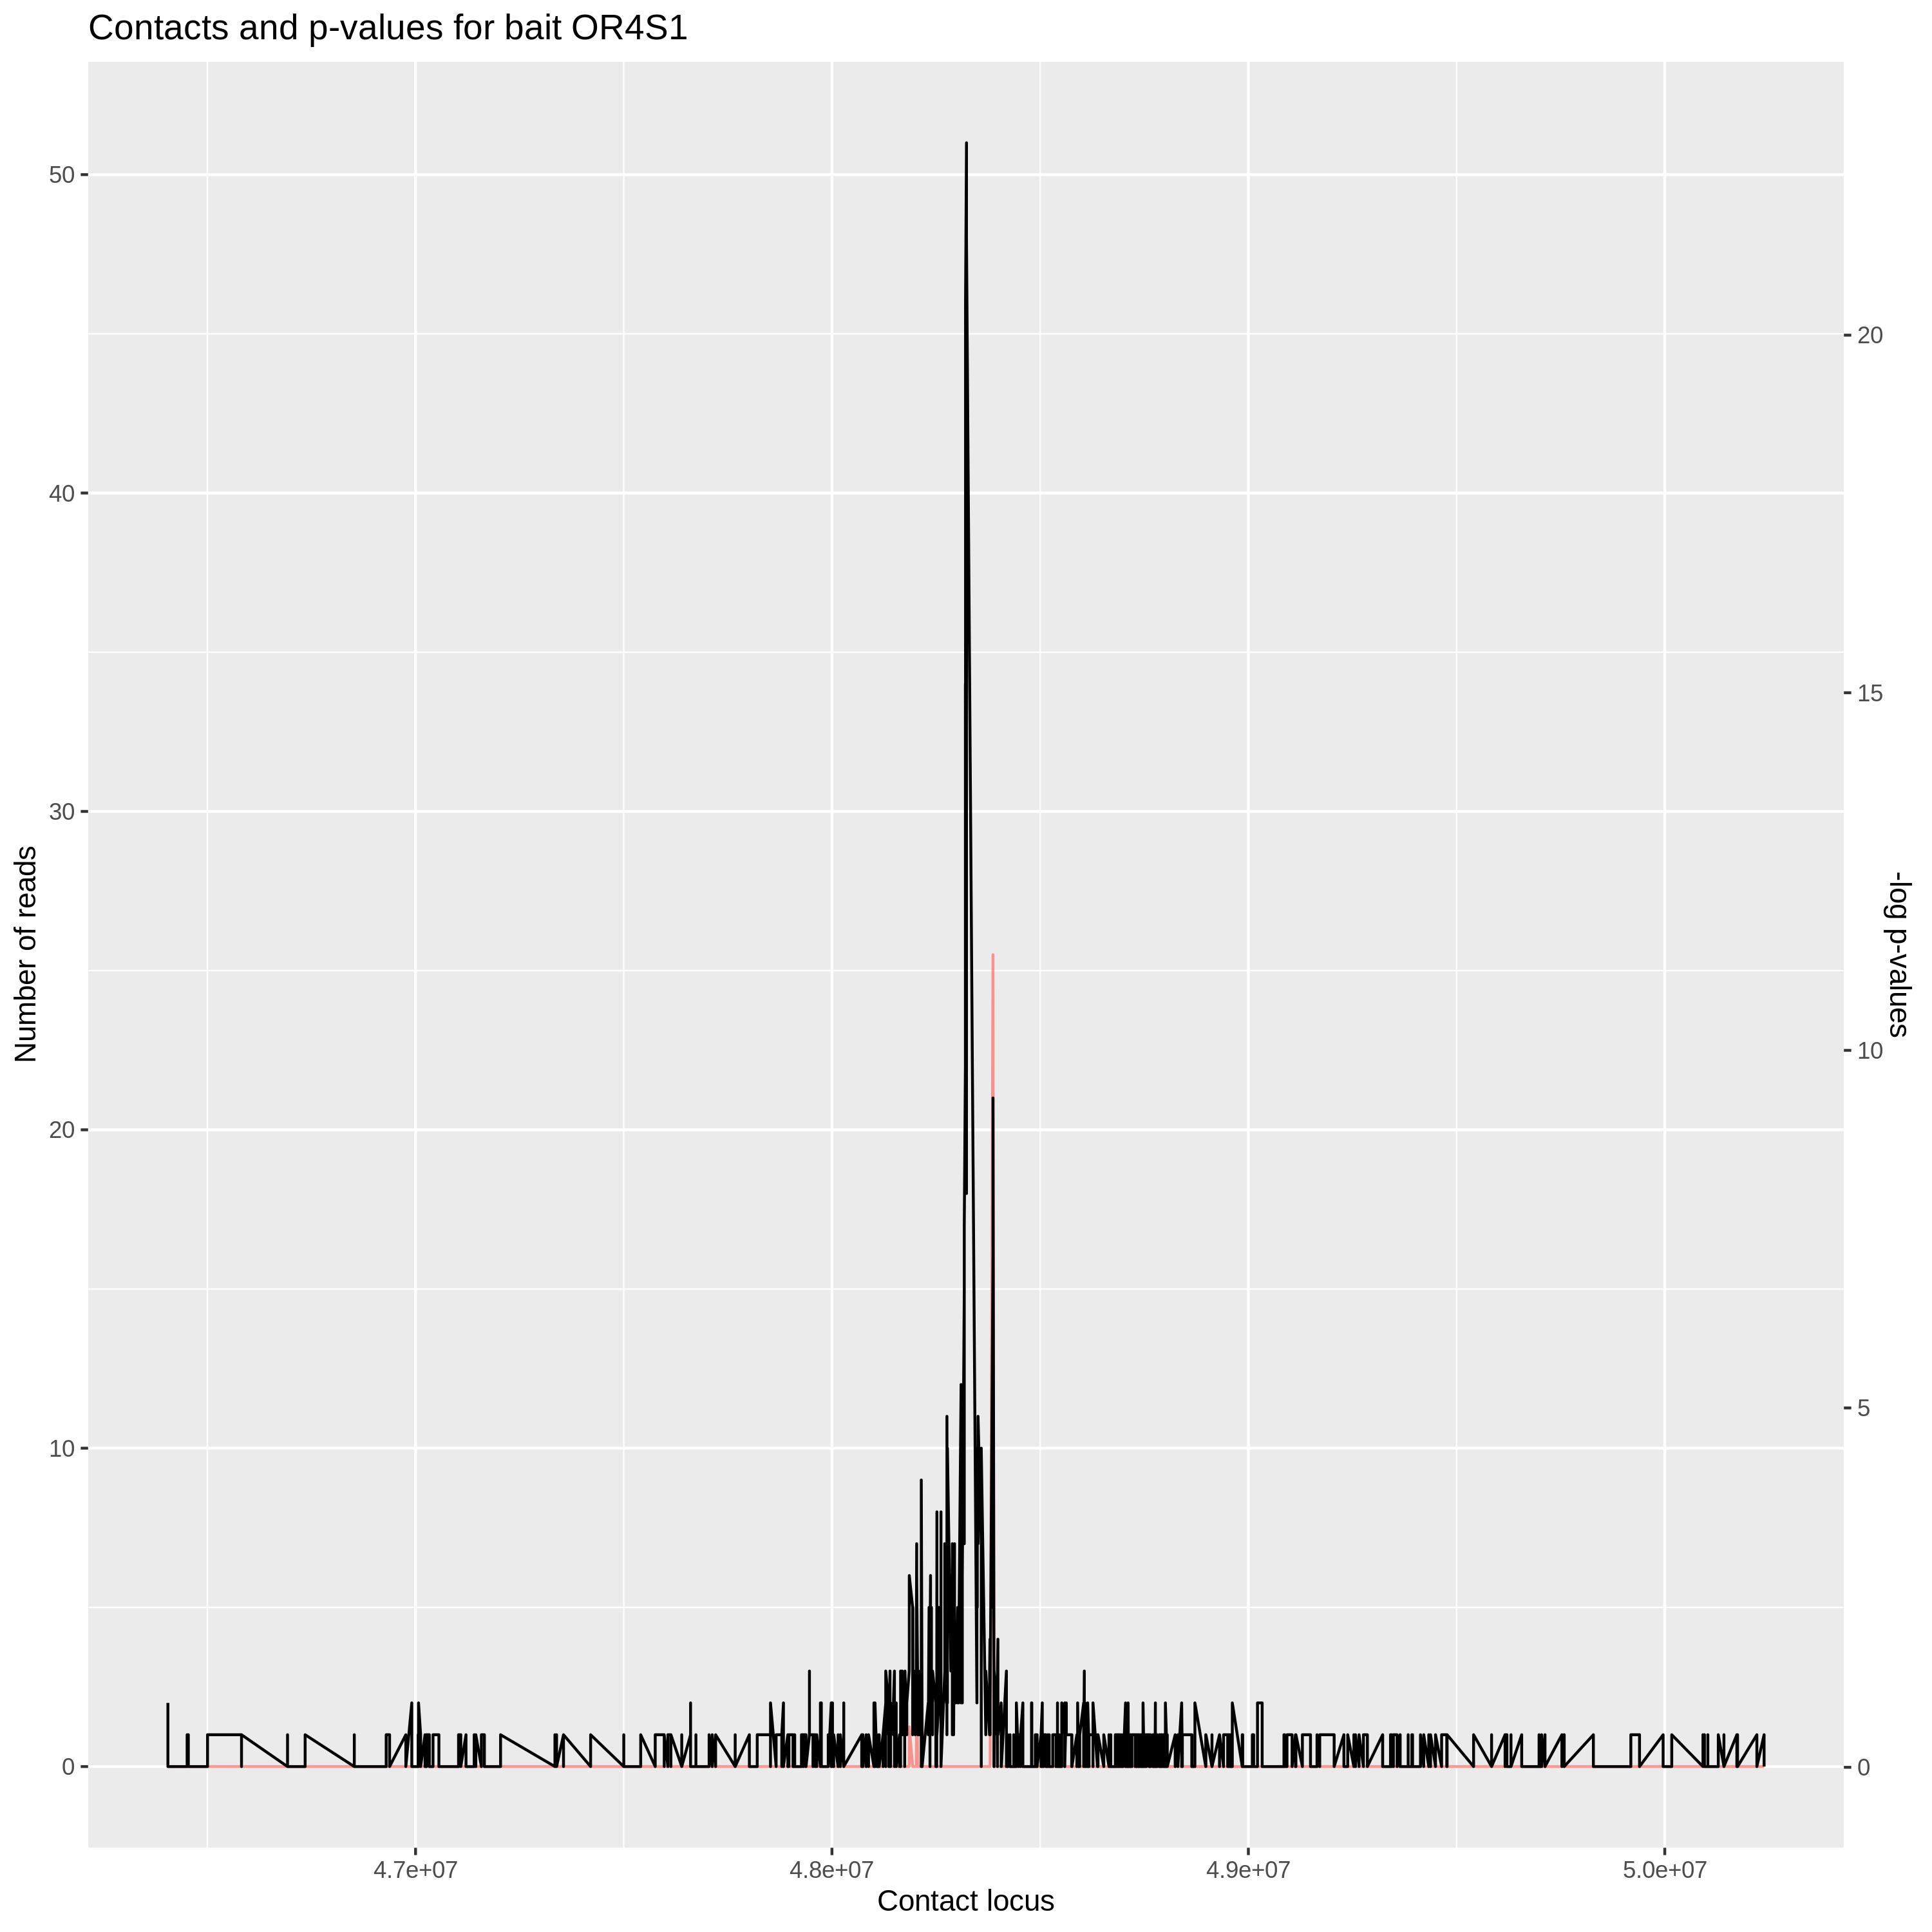 Contacts and p-values for bait OR4S1
50
40
30
20
10
0
Number of reads
20
15
10
5
0
-log p-values
4.7e+07
4.8e+07
4.9e+07
5.0e+07
Contact locus